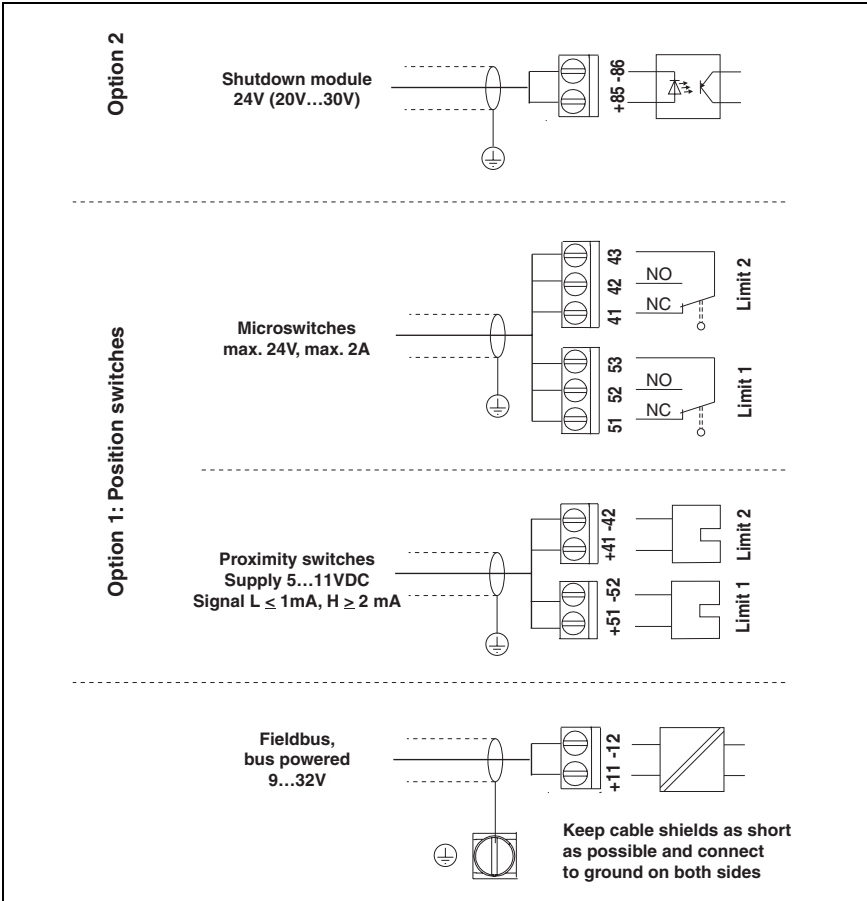 Option 2
Shutdown module
24V (20V...30V)
+85 -86
Option 1: Position switches
Microswitches
max. 24V, max. 2A
43
42
41
NO
NC
Limit 2
53
52
51
NO
NC
Limit 1
Proximity switches
Supply 5...11VDC
Signal L ≤ 1mA, H ≥ 2 mA
+41 -42
Limit 2
+51 -52
Limit 1
Fieldbus,
bus powered
9...32V
+11 -12
Keep cable shields as short
as possible and connect
to ground on both sides